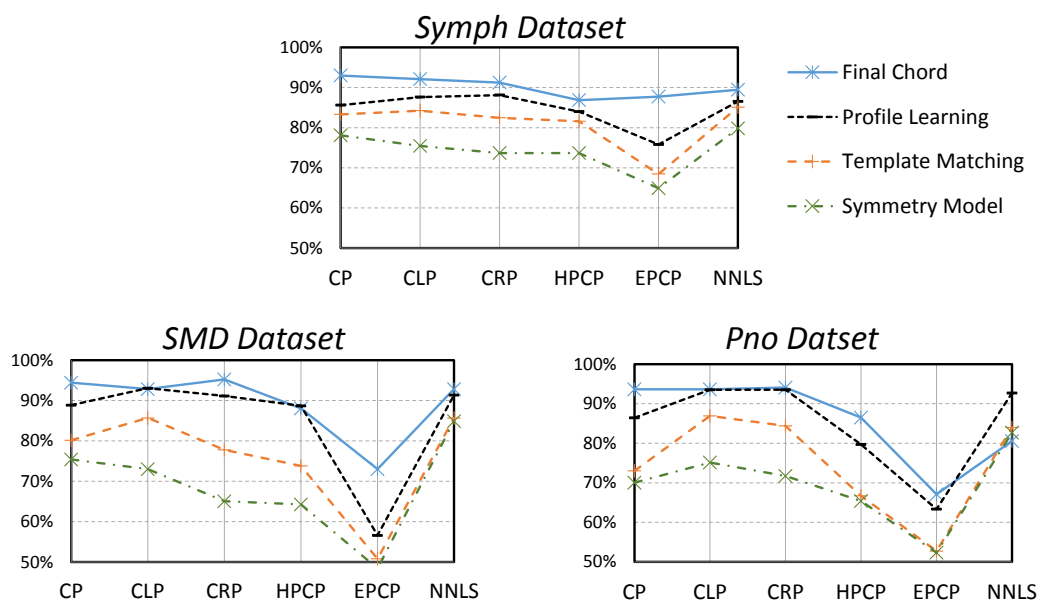 Symph Dataset
100%
90%
80%
70%
60%
50%
CP CLP CRP HPCP EPCP NNLS
Final Chord
Profile Learning
Template Matching
Symmetry Model
SMD Dataset
100%
90%
80%
70%
60%
50%
CP CLP CRP HPCP EPCP NNLS
Pno Datset
100%
90%
80%
70%
60%
50%
CP CLP CRP HPCP EPCP NNLS